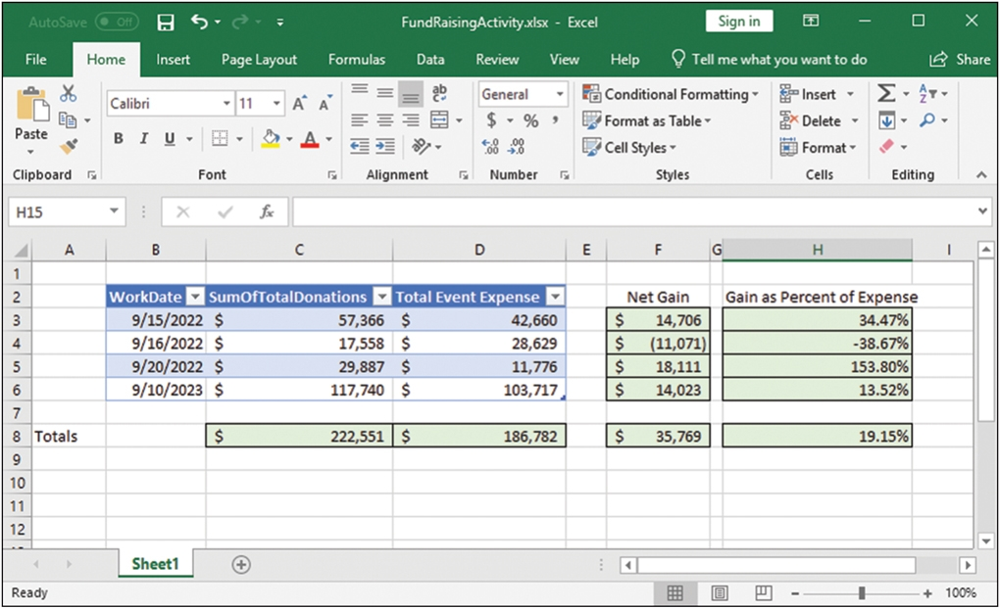 AutoSave Off FundRaisingActivity.xlsx - Excel Sign in
File Home Insert Page Layout Formulas Data Review View Help Tell me what you want to do Share
Paste Calibri 11 A A ab c General Conditional Formatting Insert Σ A Z
B I U A $ % , Format as Table Delete
.00 .0 Cell Styles Format
Clipboard Font Alignment Number Styles Cells Editing
H15 fx
A B C D E F G H I
1
2 WorkDate SumOfTotalDonations Total Event Expense Net Gain Gain as Percent of Expense
3 9/15/2022 $ 57,366 $ 42,660 $ 14,706 34.47%
4 9/16/2022 $ 17,558 $ 28,629 $ (11,071) -38.67%
5 9/20/2022 $ 29,887 $ 11,776 $ 18,111 153.80%
6 9/10/2023 $ 117,740 $ 103,717 $ 14,023 13.52%
7
8 Totals $ 222,551 $ 186,782 $ 35,769 19.15%
9
10
11
12
Sheet1
Ready 100%